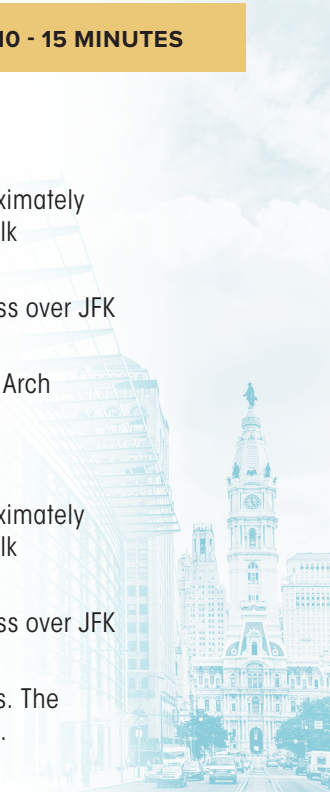 10 - 15 MINUTES
ximately
lk
ss over JFK
Arch
ximately
lk
ss over JFK
s. The
.